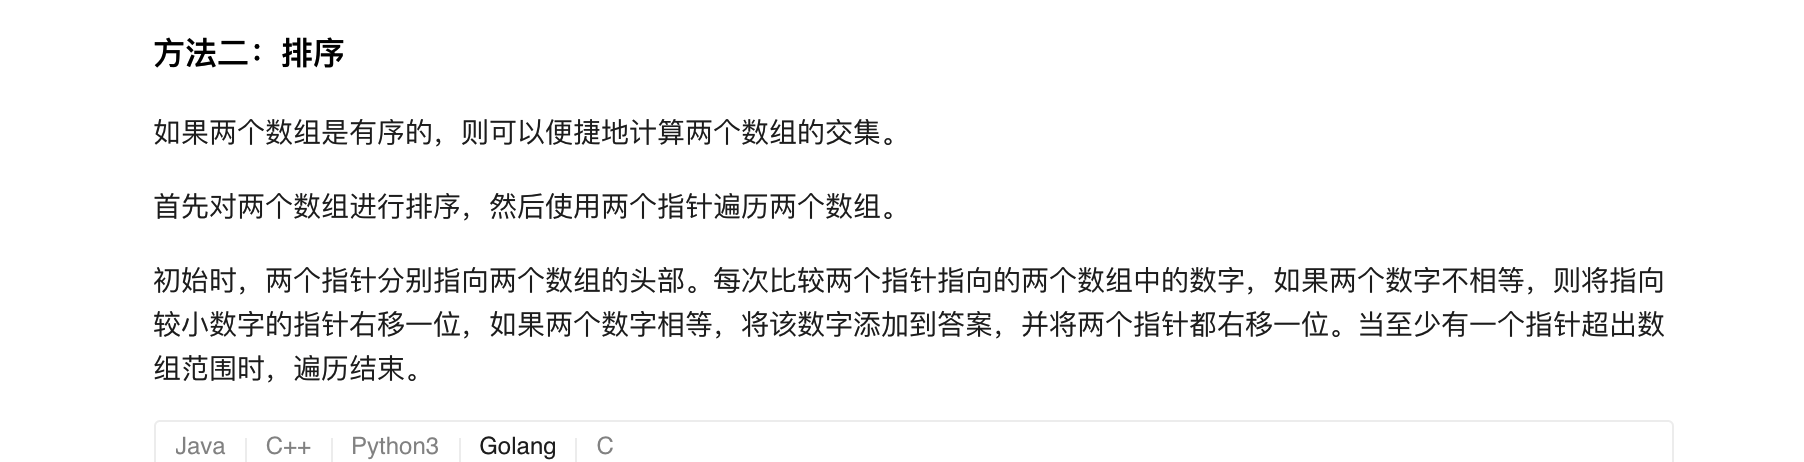 方法二：排序
如果两个数组是有序的，则可以便捷地计算两个数组的交集。
首先对两个数组进行排序，然后使用两个指针遍历两个数组。
初始时，两个指针分别指向两个数组的头部。每次比较两个指针指向的两个数组中的数字，如果两个数字不相等，则将指向
较小数字的指针右移一位，如果两个数字相等，将该数字添加到答案，并将两个指针都右移一位。当至少有一个指针超出数
组范围时，遍历结束。
Java C++ Python3 Golang C